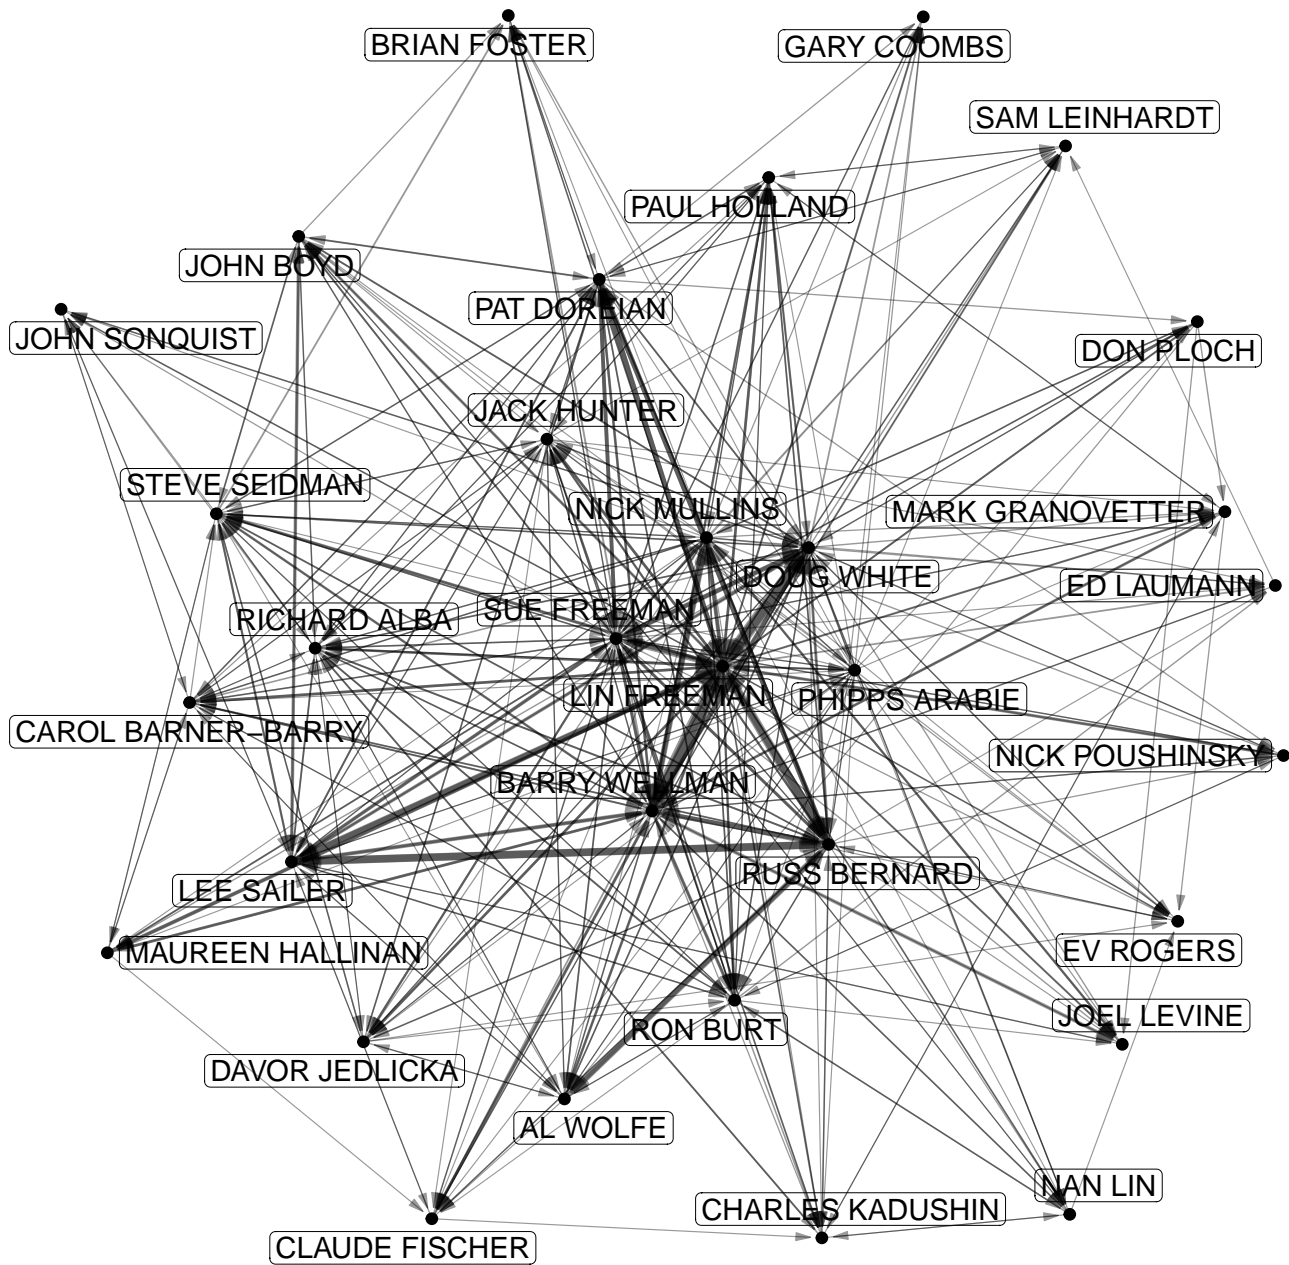 BRIAN FOSTER
GARY COOMBS
SAM LEINHARDT
PAUL HOLLAND
JOHN BOYD
PAT DOREIAN
JOHN SONQUIST
DON PLOCH
JACK HUNTER
STEVE SEIDMAN
NICK MULLINS
MARK GRANOVETTER
DOUG WHITE
ED LAUMANN
SUE FREEMAN
RICHARD ALBA
LIN FREEMAN
PHIPPS ARABIE
CAROL BARNER−BARRY
NICK POUSHINSKY
BARRY WELLMAN
RUSS BERNARD
LEE SAILER
MAUREEN HALLINAN
EV ROGERS
JOEL LEVINE
RON BURT
DAVOR JEDLICKA
AL WOLFE
NAN LIN
CHARLES KADUSHIN
CLAUDE FISCHER